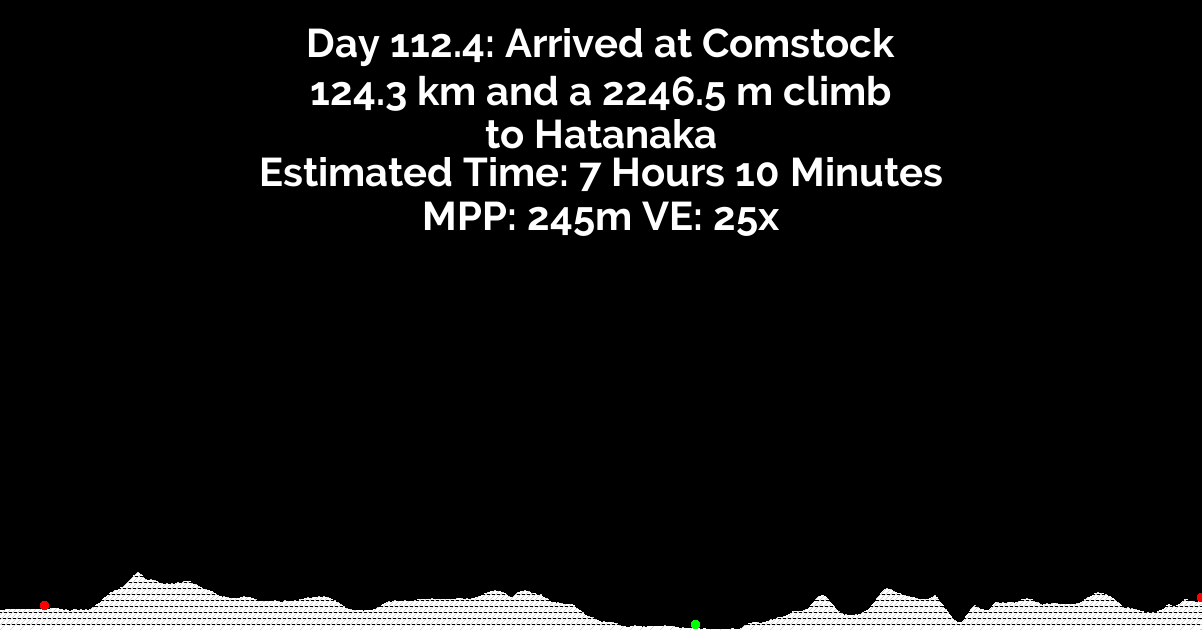 Day 112.4: Arrived at Comstock
124.3 km and a 2246.5 m climb
to Hatanaka
Estimated Time: 7 Hours 10 Minutes
MPP: 245m VE: 25x